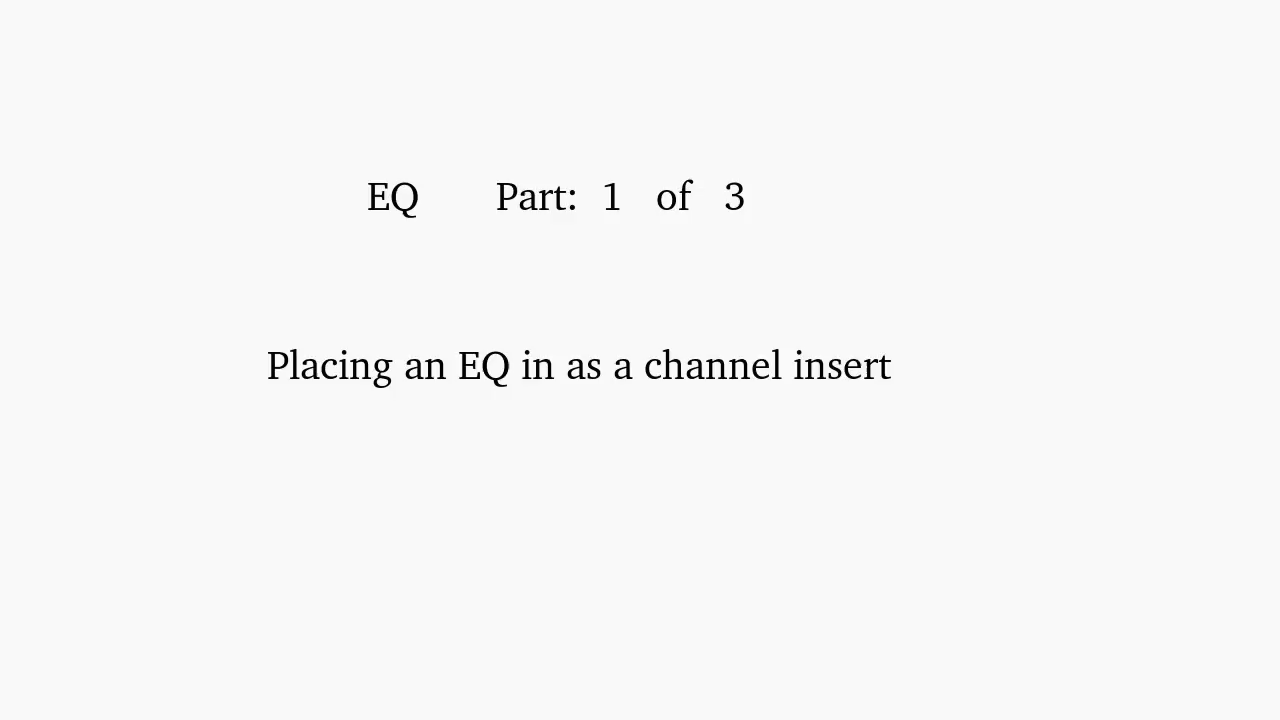 EQ Part: 1 of 3
Placing an EQ in as a channel insert